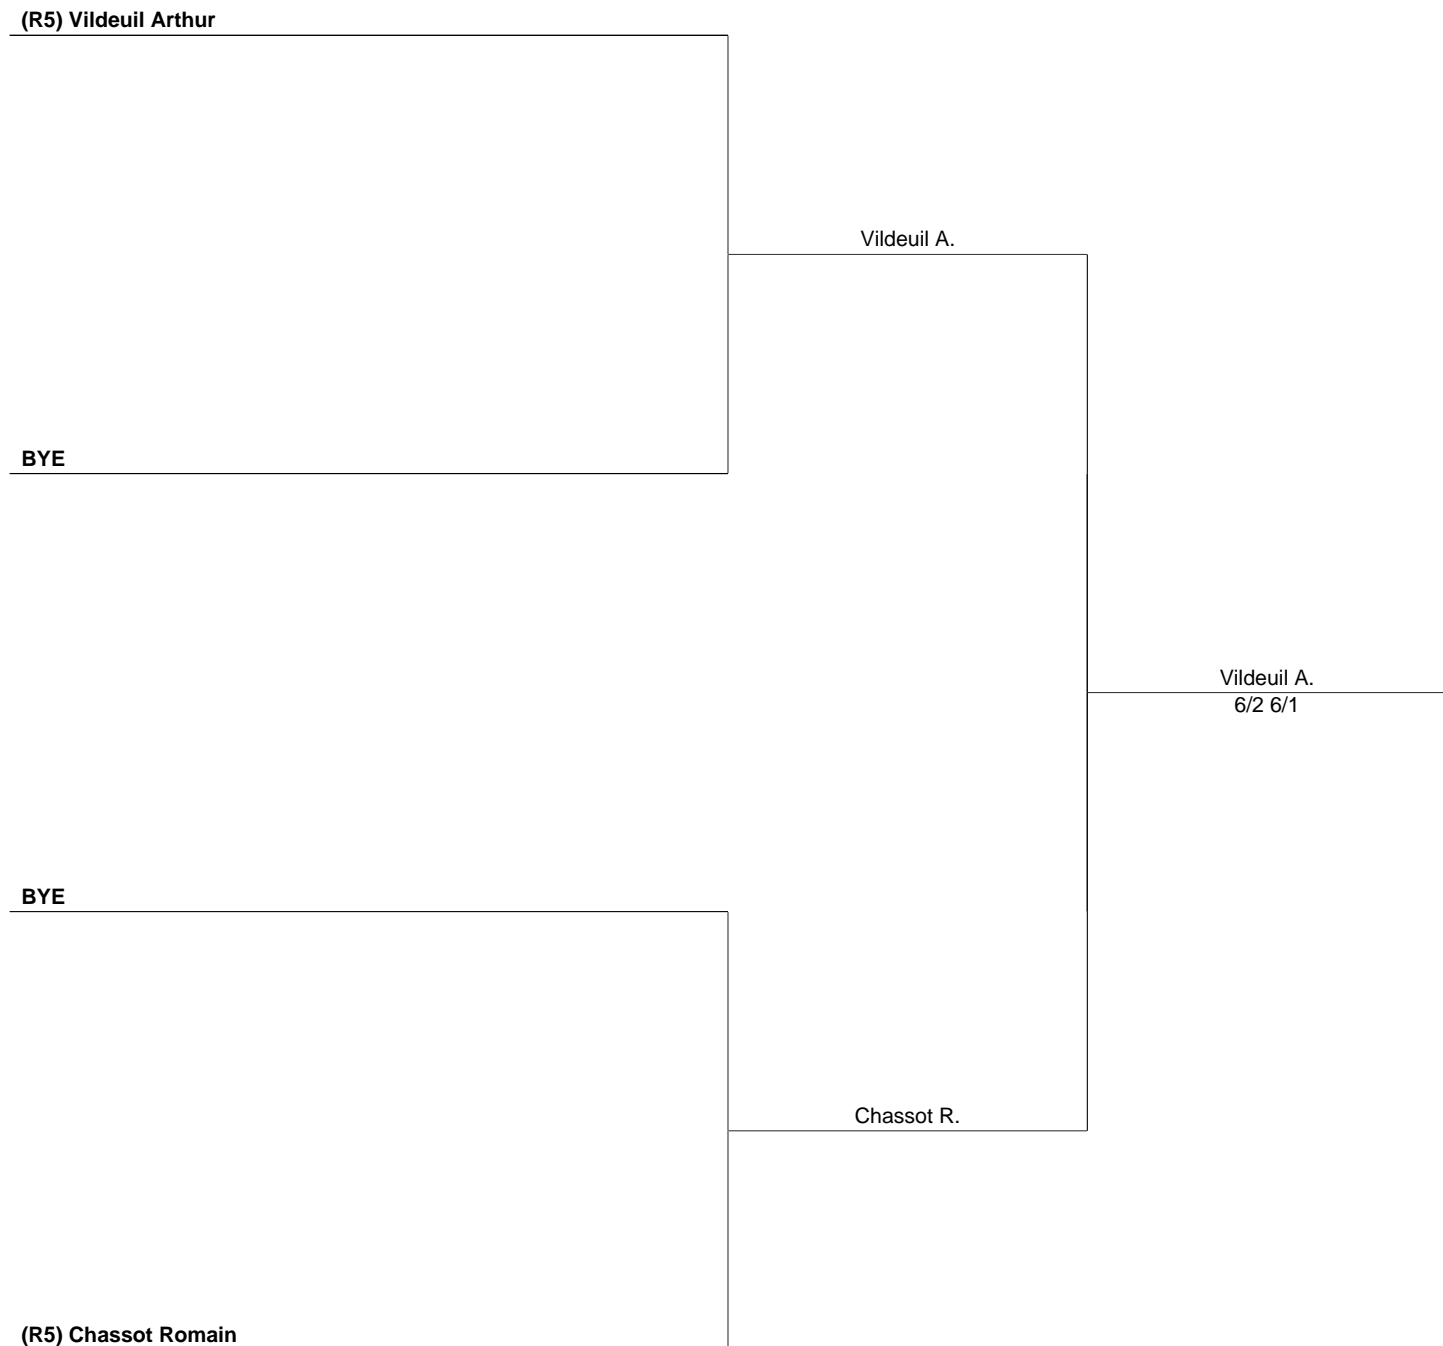 (R5) Vildeuil Arthur
Vildeuil A.
BYE
Vildeuil A.
6/2 6/1
BYE
Chassot R.
(R5) Chassot Romain